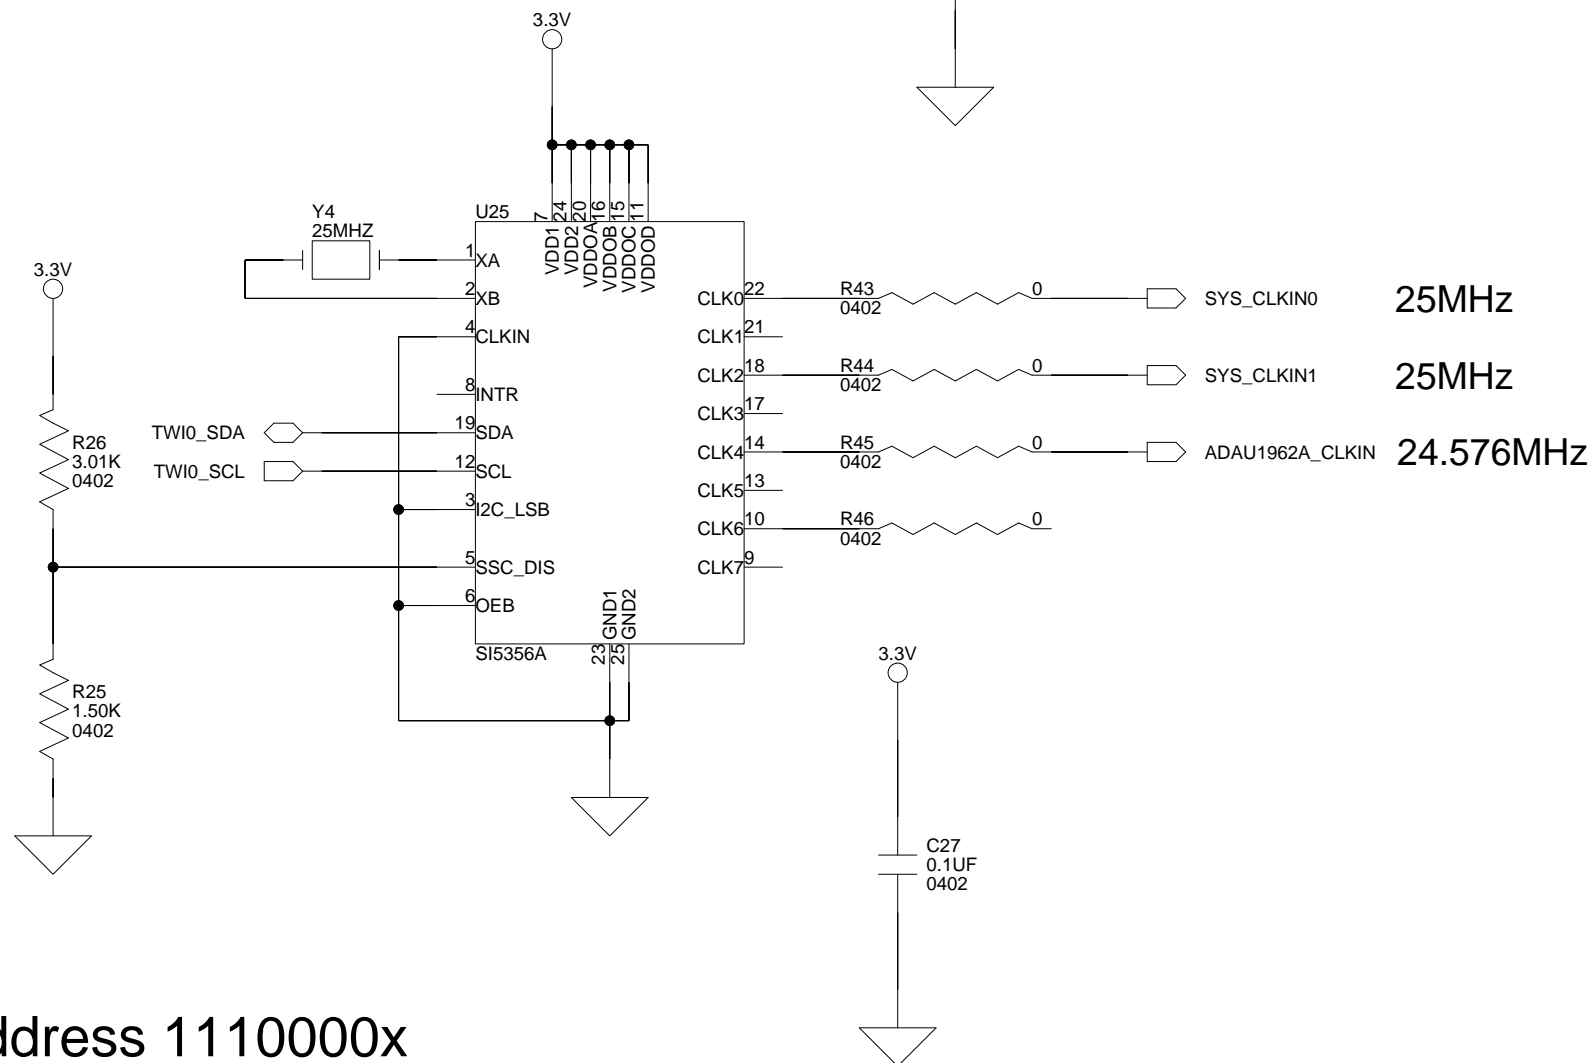 3.3V
U25
7
24
20
16
15
11
VDD1
VDD2
VDDOA
VDDOB
VDDOC
VDDOD
Y4
25MHZ
1
XA
2
XB
4
CLKIN
8
INTR
TWI0_SDA
19
SDA
TWI0_SCL
12
SCL
3
I2C_LSB
5
SSC_DIS
6
OEB
GND1
GND2
23
25
SI5356A
3.3V
R26
3.01K
0402
R25
1.50K
0402
CLK0
22
R43
0402
0
SYS_CLKIN0
25MHz
CLK1
21
CLK2
18
R44
0402
0
SYS_CLKIN1
25MHz
CLK3
17
CLK4
14
R45
0402
0
ADAU1962A_CLKIN
24.576MHz
CLK5
13
CLK6
10
R46
0402
0
CLK7
9
3.3V
C27
0.1UF
0402
ddress 1110000x